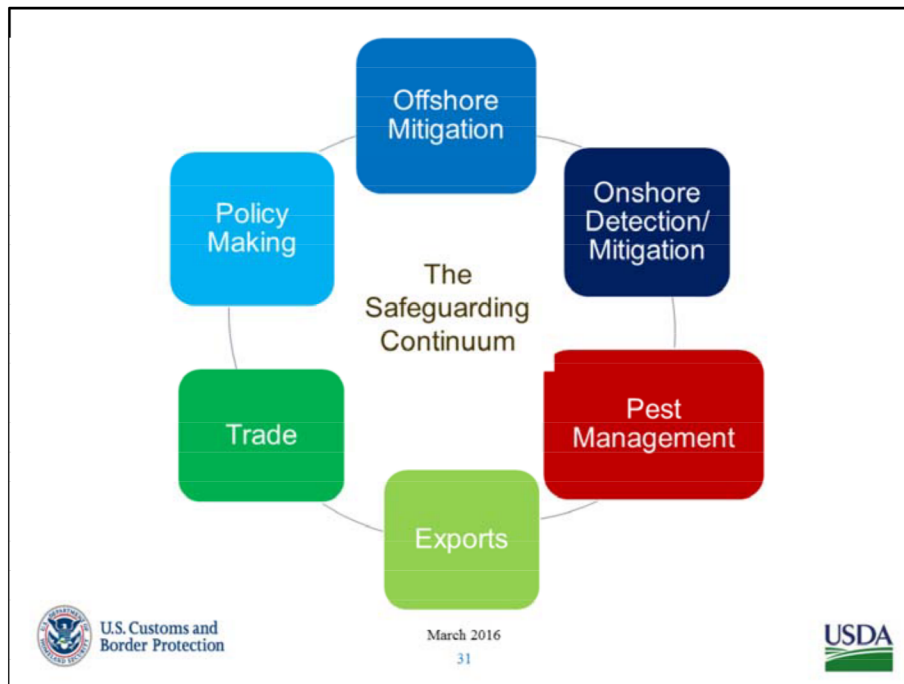 Offshore
Mitigation
Onshore
Detection/
Mitigation
Policy
Making
The
Safeguarding
Continuum
Pest
Management
Trade
Exports
U.S. Customs and
Border Protection
March 2016
31
USDA